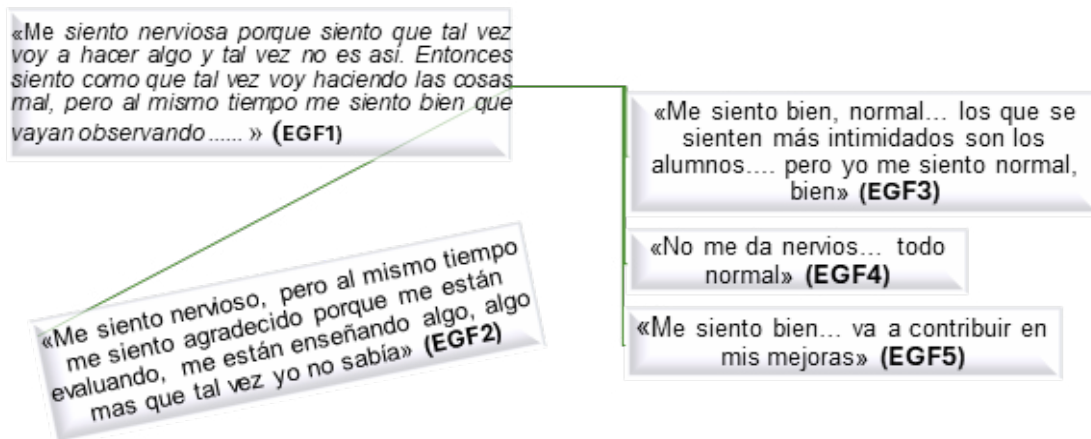 «Me siento nerviosa porque siento que tal vez
voy a hacer algo y tal vez no es así. Entonces
siento como que tal vez voy haciendo las cosas
mal, pero al mismo tiempo me siento bien que
vayan observando ...... » (EGF1)
«Me siento nervioso, pero al mismo tiempo
me siento agradecido porque me están
evaluando, me están enseñando algo, algo
mas que tal vez yo no sabía» (EGF2)
«Me siento bien, normal... los que se
sienten más intimidados son los
alumnos.... pero yo me siento normal,
bien» (EGF3)
«No me da nervios... todo
normal» (EGF4)
«Me siento bien... va a contribuir en
mis mejoras» (EGF5)